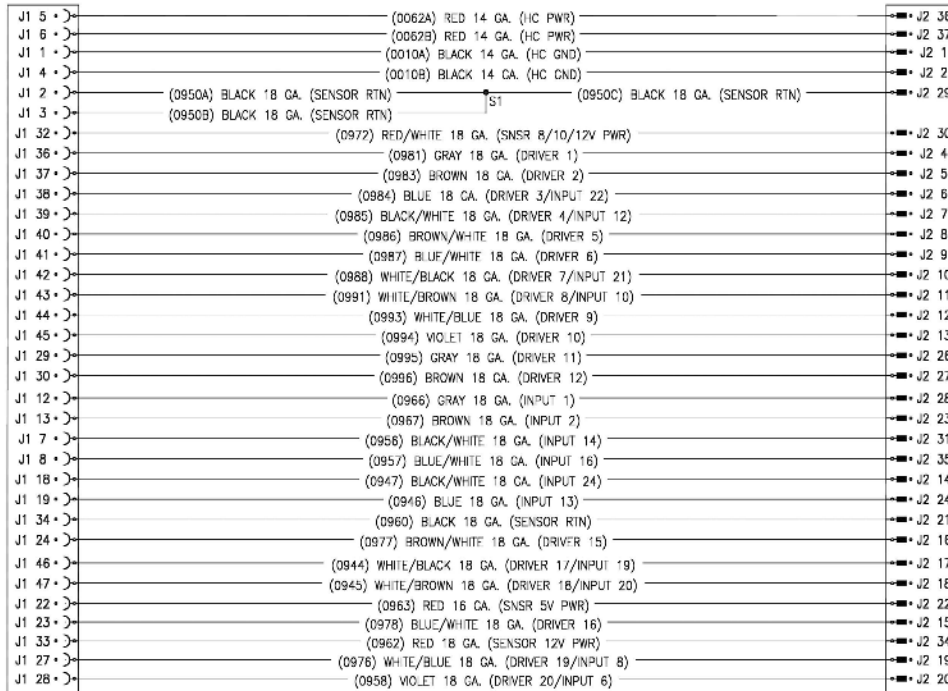 J1 5 (0062A) RED 14 GA. (HC PWR) J2 36
J1 6 (0062B) RED 14 GA. (HC PWR) J2 37
J1 1 (0010A) BLACK 14 GA. (HC GND) J2 1
J1 4 (0010B) BLACK 14 GA. (HC GND) J2 2
J1 2 (0950A) BLACK 18 GA. (SENSOR RTN) S1 (0950C) BLACK 18 GA. (SENSOR RTN) J2 29
J1 3 (0950B) BLACK 18 GA. (SENSOR RTN)
J1 32 (0972) RED/WHITE 18 GA. (SNSR 8/10/12V PWR) J2 30
J1 36 (0981) GRAY 18 GA. (DRIVER 1) J2 4
J1 37 (0983) BROWN 18 GA. (DRIVER 2) J2 5
J1 38 (0984) BLUE 18 GA. (DRIVER 3/INPUT 22) J2 6
J1 39 (0985) BLACK/WHITE 18 GA. (DRIVER 4/INPUT 12) J2 7
J1 40 (0986) BROWN/WHITE 18 GA. (DRIVER 5) J2 8
J1 41 (0987) BLUE/WHITE 18 GA. (DRIVER 6) J2 9
J1 42 (0988) WHITE/BLACK 18 GA. (DRIVER 7/INPUT 21) J2 10
J1 43 (0991) WHITE/BROWN 18 GA. (DRIVER 8/INPUT 10) J2 11
J1 44 (0993) WHITE/BLUE 18 GA. (DRIVER 9) J2 12
J1 45 (0994) VIOLET 18 GA. (DRIVER 10) J2 13
J1 29 (0995) GRAY 18 GA. (DRIVER 11) J2 26
J1 30 (0996) BROWN 18 GA. (DRIVER 12) J2 27
J1 12 (0966) GRAY 18 GA. (INPUT 1) J2 28
J1 13 (0967) BROWN 18 GA. (INPUT 2) J2 23
J1 7 (0956) BLACK/WHITE 18 GA. (INPUT 14) J2 31
J1 8 (0957) BLUE/WHITE 18 GA. (INPUT 16) J2 35
J1 18 (0947) BLACK/WHITE 18 GA. (INPUT 24) J2 14
J1 19 (0946) BLUE 18 GA. (INPUT 13) J2 24
J1 34 (0960) BLACK 18 GA. (SENSOR RTN) J2 21
J1 24 (0977) BROWN/WHITE 18 GA. (DRIVER 15) J2 16
J1 46 (0944) WHITE/BLACK 18 GA. (DRIVER 17/INPUT 19) J2 17
J1 47 (0945) WHITE/BROWN 18 GA. (DRIVER 18/INPUT 20) J2 18
J1 22 (0963) RED 16 GA. (SNSR 5V PWR) J2 22
J1 23 (0978) BLUE/WHITE 18 GA. (DRIVER 16) J2 15
J1 33 (0962) RED 18 GA. (SENSOR 12V PWR) J2 34
J1 27 (0976) WHITE/BLUE 18 GA. (DRIVER 19/INPUT 8) J2 19
J1 28 (0958) VIOLET 18 GA. (DRIVER 20/INPUT 6) J2 20